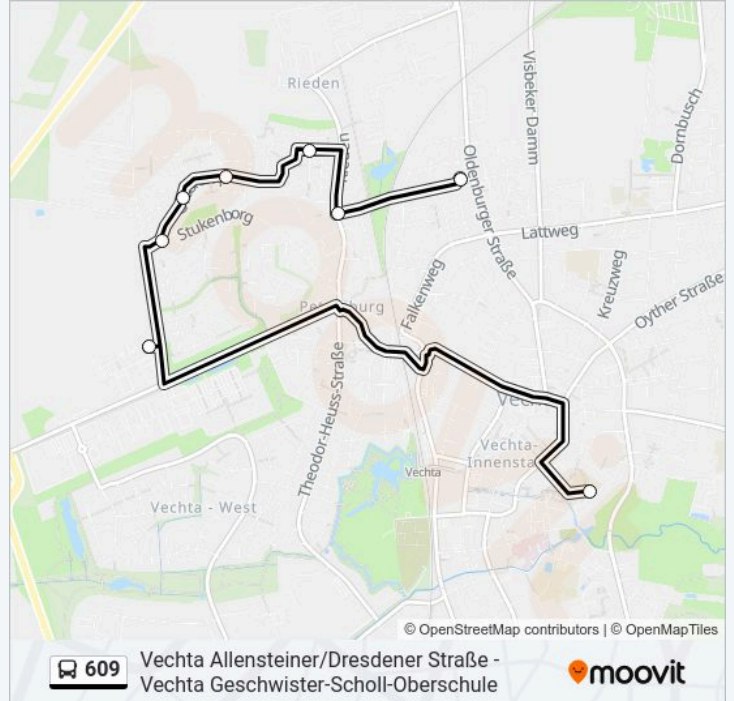 Rieden
Visbeker Damm
Dornbusch
Oldenburger Straße
Stukenborg
Lattweg
Kreuzweg
Oyther Straße
Falkenweg
Theodor-Heuss-Straße
Vechta-
Vechta
Vechta - West
© OpenStreetMap contributors | © OpenMapTiles
609
Vechta Allensteiner/Dresdener Straße -
Vechta Geschwister-Scholl-Oberschule
moovit